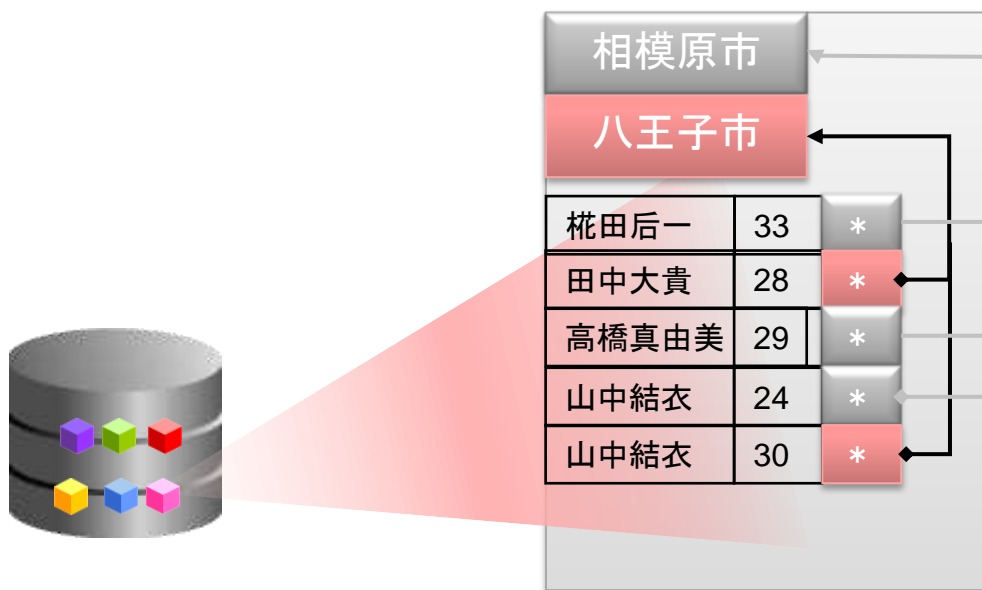 相模原市
八王子市
椛田后一 33 *
田中大貴 28 *
高橋真由美 29 *
山中結衣 24 *
山中結衣 30 *